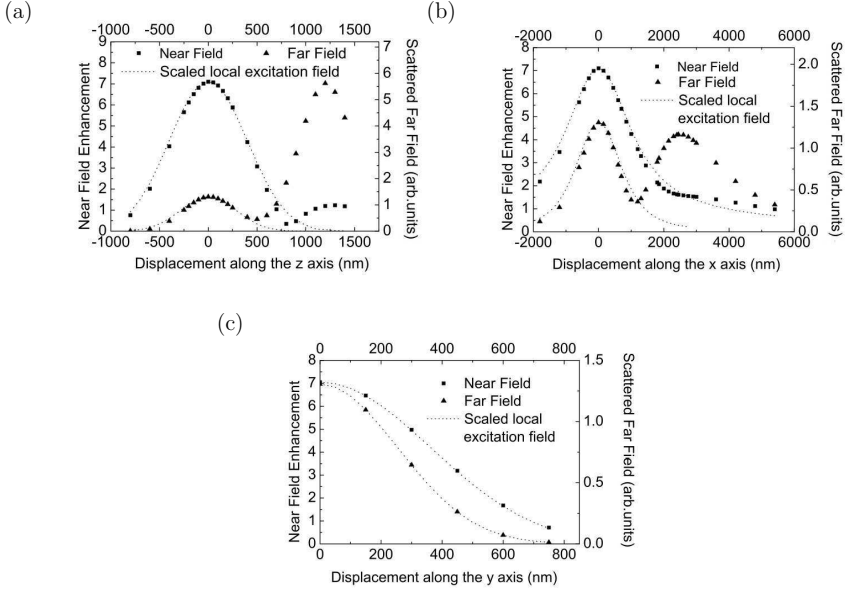 (a)
-1000 -500 0 500 1000 1500
9 8 7 6 5 4 3 2 1 0
Near Field Enhancement
Near Field Far Field
Scaled local excitation field
7 6 5 4 3 2 1 0
Scattered Far Field (arb.units)
-1000 -500 0 500 1000 1500
Displacement along the z axis (nm)
(b)
-2000 0 2000 4000 6000
9 8 7 6 5 4 3 2 1 0
Near Field Enhancement
Near Field
Far Field
Scaled local
excitation field
2.0 1.5 1.0 0.5 0.0
Scattered Far Field (arb.units)
-2000 0 2000 4000 6000
Displacement along the x axis (nm)
(c)
0 200 400 600 800
8 7 6 5 4 3 2 1 0
Near Field Enhancement
Near Field
Far Field
Scaled local
excitation field
1.5 1.0 0.5 0.0
Scattered Far Field (arb.units)
0 200 400 600 800
Displacement along the y axis (nm)